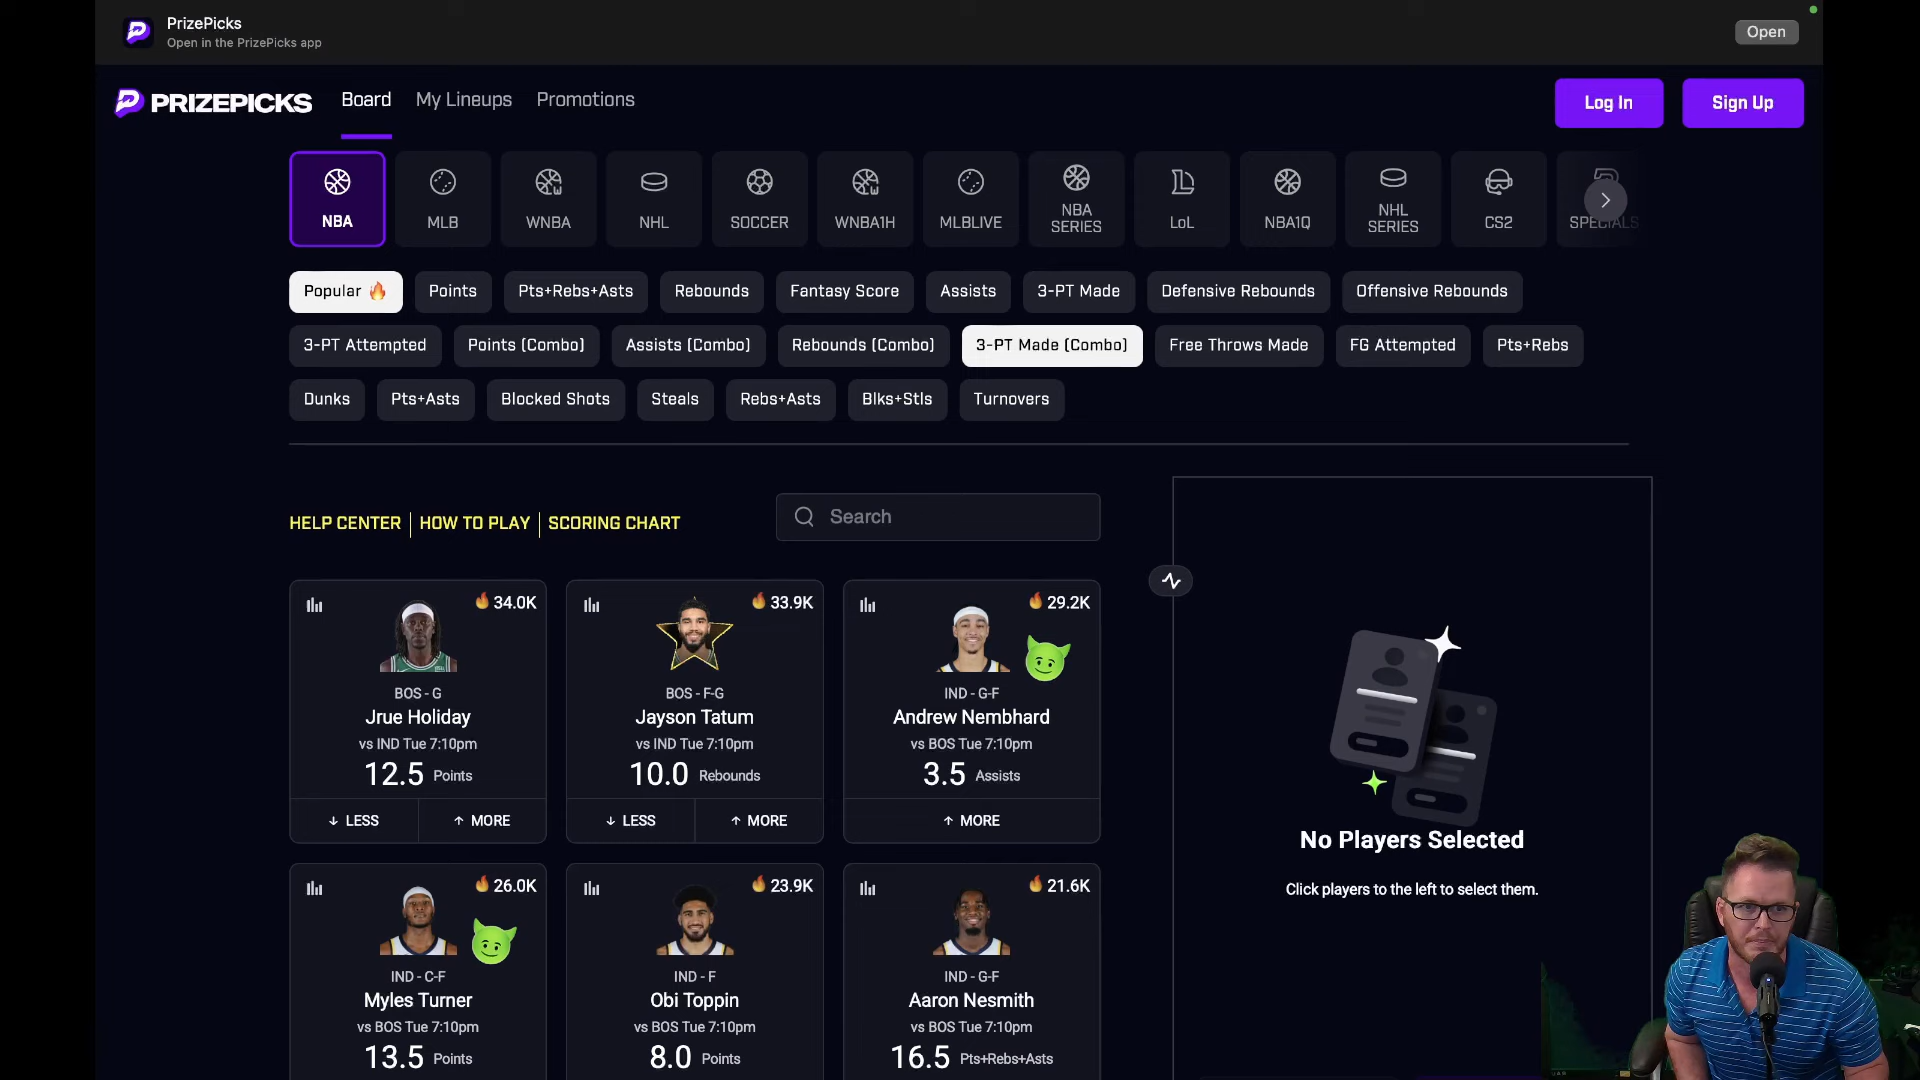 PrizePicks
Open in the PrizePicks app
Open
PRIZEPICKS
Board
My Lineups
Promotions
Log In
Sign Up
NBA
MLB
WNBA
NHL
SOCCER
WNBA1H
MLBLIVE
NBA
SERIES
LoL
NBA1Q
NHL
SERIES
CS2
SPECIALS
Popular 🔥
Points
Pts+Rebs+Asts
Rebounds
Fantasy Score
Assists
3-PT Made
Defensive Rebounds
Offensive Rebounds
3-PT Attempted
Points (Combo)
Assists (Combo)
Rebounds (Combo)
3-PT Made (Combo)
Free Throws Made
FG Attempted
Pts+Rebs
Dunks
Pts+Asts
Blocked Shots
Steals
Rebs+Asts
Blks+Stls
Turnovers
HELP CENTER
HOW TO PLAY
SCORING CHART
Search
34.0K
BOS - G
Jrue Holiday
vs IND Tue 7:10pm
12.5 Points
↓ LESS
↑ MORE
33.9K
BOS - F-G
Jayson Tatum
vs IND Tue 7:10pm
10.0 Rebounds
↓ LESS
↑ MORE
29.2K
IND - G-F
Andrew Nembhard
vs BOS Tue 7:10pm
3.5 Assists
↑ MORE
26.0K
IND - C-F
Myles Turner
vs BOS Tue 7:10pm
13.5 Points
23.9K
IND - F
Obi Toppin
vs BOS Tue 7:10pm
8.0 Points
21.6K
IND - G-F
Aaron Nesmith
vs BOS Tue 7:10pm
16.5 Pts+Rebs+Asts
No Players Selected
Click players to the left to select them.